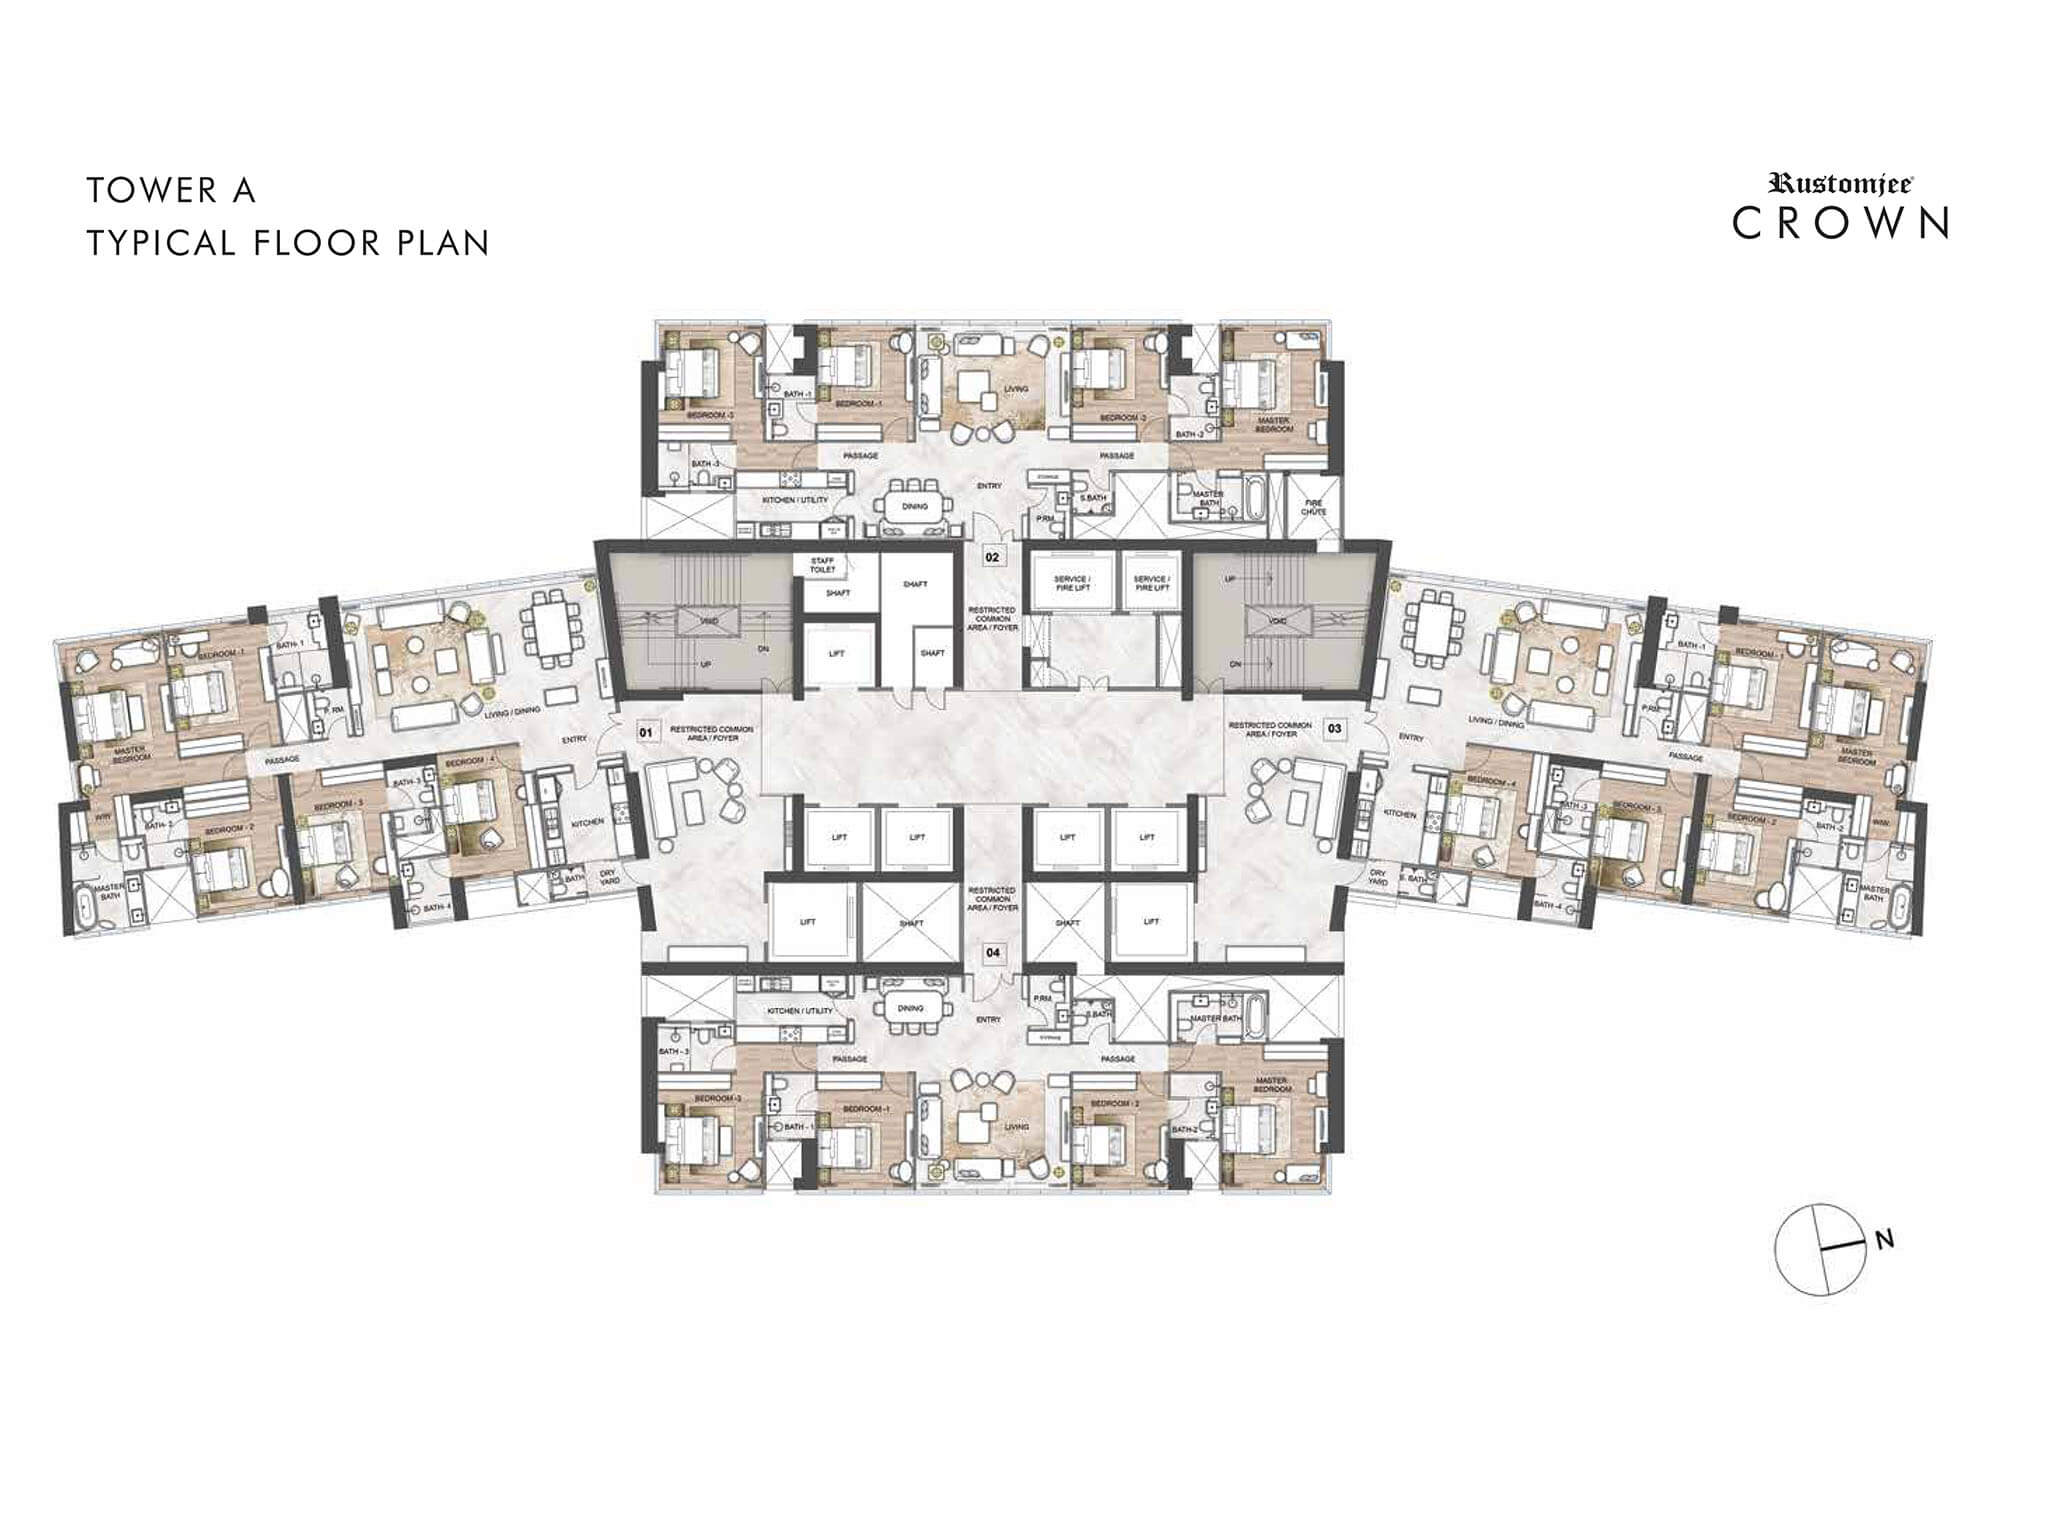 TOWER A
TYPICAL FLOOR PLAN
Rustomjee
CROWN
BEDROOM -3
BATH -1
BEDROOM -1
LIVING
BEDROOM -2
BATH -2
MASTER
BEDROOM
BATH -3
PASSAGE
PASSAGE
KITCHEN / UTILITY
DINING
ENTRY
STORAGE
P.RM.
S.BATH
MASTER
BATH
FIRE
CHUTE
02
STAFF
TOILET
SHAFT
SHAFT
SHAFT
LIFT
VOID
UP
DN
RESTRICTED
COMMON
AREA / FOYER
SERVICE /
FIRE LIFT
SERVICE /
FIRE LIFT
UP
VOID
DN
BEDROOM -1
BATH- 1
P. RM.
LIVING / DINING
MASTER
BEDROOM
PASSAGE
ENTRY
01
RESTRICTED COMMON
AREA / FOYER
BEDROOM - 4
BATH- 3
BEDROOM - 3
KITCHEN
W/W
BATH- 2
BEDROOM - 2
MASTER
BATH
BATH- 4
S. BATH
DRY
YARD
RESTRICTED COMMON
AREA / FOYER
03
ENTRY
LIVING / DINING
BATH -1
P.RM.
BEDROOM - 1
MASTER
BEDROOM
PASSAGE
KITCHEN
BEDROOM -4
BATH -3
BEDROOM -3
BEDROOM - 2
BATH -2
W/W
DRY
YARD
S. BATH
BATH -4
MASTER
BATH
LIFT
LIFT
LIFT
LIFT
LIFT
SHAFT
RESTRICTED
COMMON
AREA / FOYER
SHAFT
LIFT
04
KITCHEN / UTILITY
DINING
ENTRY
P.RM.
S.BATH
MASTER BATH
STORAGE
BATH - 3
PASSAGE
PASSAGE
BEDROOM -3
BATH - 1
BEDROOM -1
LIVING
BEDROOM - 2
BATH-2
MASTER
BEDROOM
N